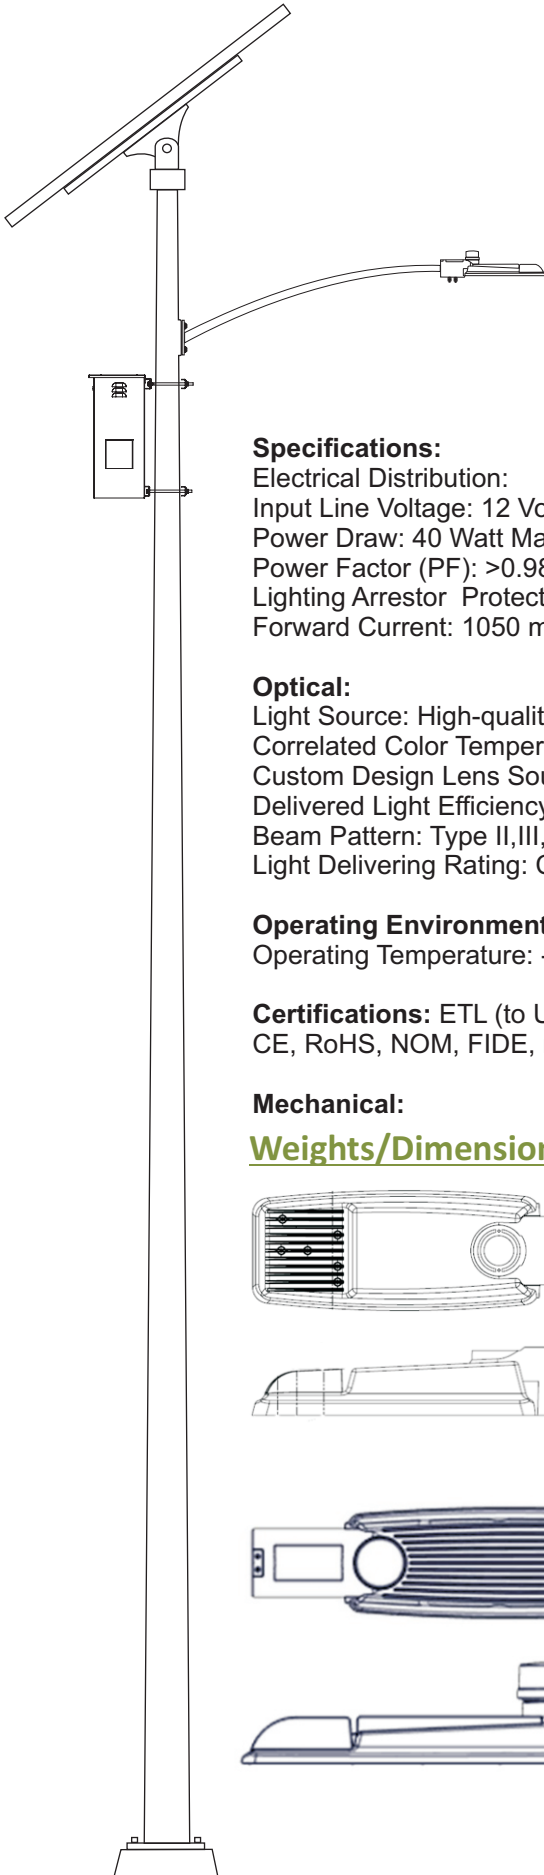 Specifications:
Electrical Distribution:
Input Line Voltage: 12 Vo
Power Draw: 40 Watt Ma
Power Factor (PF): >0.98
Lighting Arrestor Protect
Forward Current: 1050 m
Optical:
Light Source: High-qualit
Correlated Color Temper
Custom Design Lens Sou
Delivered Light Efficiency
Beam Pattern: Type II,III,
Light Delivering Rating:
Operating Environment
Operating Temperature: -
Certifications: ETL (to U
CE, RoHS, NOM, FIDE,
Mechanical:
Weights/Dimension